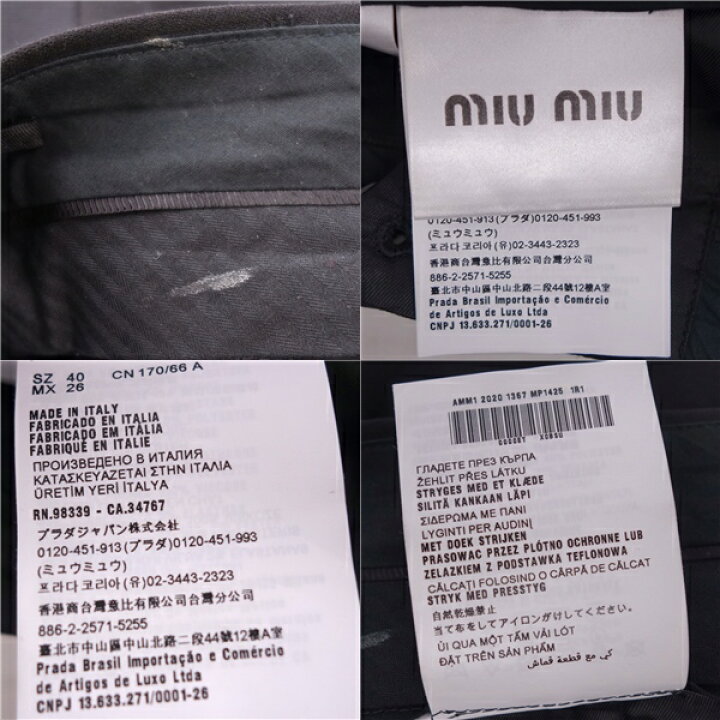 miu miu
0120-451-913(プラダ)0120-451-993
(ミュウミュウ)
프라다 코리아 (유)02-3443-2323
香港商台灣意比有限公司台灣分公司
886-2-2571-5255
臺北市中山區中山北路二段44號12樓A室
Prada Brasil Importação e Comércio
de Artigos de Luxo Ltda
CNPJ 13.633.271/0001-26
SZ 40 CN 170/66 A
MX 26
MADE IN ITALY
FABRICADO EN ITALIA
FABRICADO EM ITÁLIA
FABRIQUÉ EN ITALIE
ПРОИЗВЕДЕНО В ИТАЛИЯ
ΚΑΤΑΣΚΕΥΑΖΕΤΑΙ ΣΤΗΝ ΙΤΑΛΙΑ
ÜRETİM YERİ İTALYA
RN.98339 - CA.34767
プラダジャパン株式会社
0120-451-913(プラダ)0120-451-993
(ミュウミュウ)
프라다 코리아 (유)02-3443-2323
香港商台灣意比有限公司台灣分公司
886-2-2571-5255
臺北市中山區中山北路二段44號12樓A室
Prada Brasil Importação e Comércio
de Artigos de Luxo Ltda
CNPJ 13.633.271/0001-26
AMM1 2020 1367 MP1425 1R1
ГЛАДЕТЕ ПРЕЗ КЪРПА
ŽEHLIT PŘES LÁTKU
STRYGES MED ET KLÆDE
SILITÄ KANKAAN LÄPI
ΣΙΔΕΡΩΜΑ ΜΕ ΠΑΝΙ
LYGINTI PER AUDINĮ
MET DOEK STRIJKEN
PRASOWAĆ PRZEZ PŁÓTNO OCHRONNE LUB
ŻELAZKIEM Z PODSTAWKĄ TEFLONOWĄ
CĂLCAȚI FOLOSIND O CÂRPĂ DE CĂLCAT
STRYK MED PRESSTYG
自然乾燥禁止
当て布をしてアイロンがけしてください。
ỦI QUA MỘT TẤM VẢI LÓT
ĐẶT TRÊN SẢN PHẨM
كي مع قطعة قماش